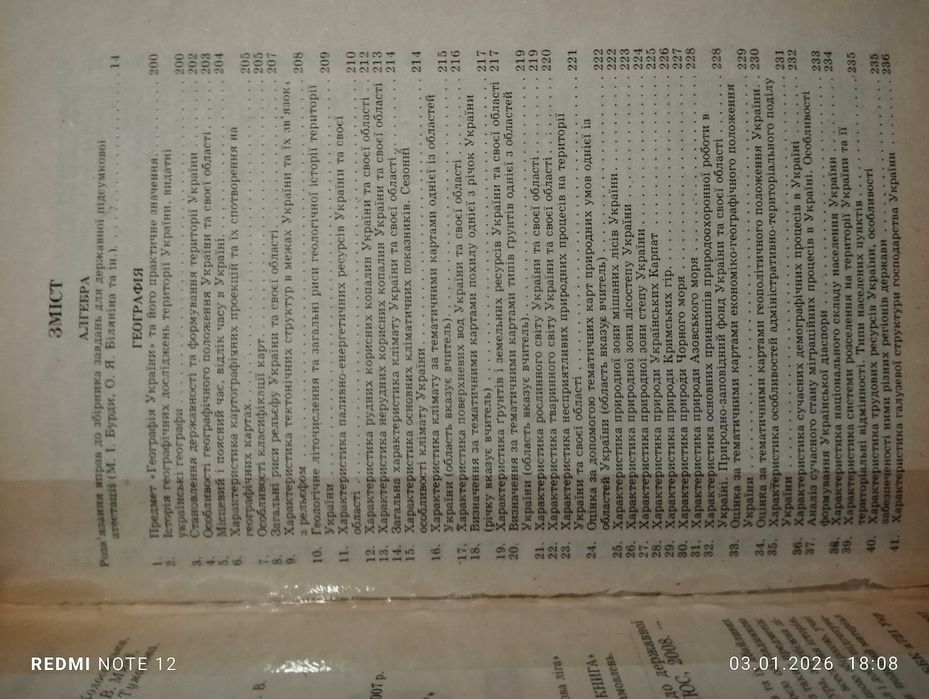 ЗМІСТ
АЛГЕБРА
Розв'язання вправ до збірника завдань для державної підсумкової
атестації (М. І. Бурди, О. Я. Біляніна та ін.) 14
ГЕОГРАФІЯ
1. Предмет «Географія України» та його практичне значення. 200
2. Історія географічних досліджень території України, видатні
українські географи 200
3. Становлення державності та формування території України 202
4. Особливості географічного положення України та своєї області. 203
5. Місцевий і поясний час, відлік часу в Україні 204
6. Характеристика картографічних проекцій та їх спотворення на
географічних картах 205
7. Особливості класифікації карт. 205
8. Загальні риси рельєфу України та своєї області. 207
9. Характеристика тектонічних структур в межах України та їх зв язок
з рельєфом 208
10. Геологічне літочислення та загальні риси геологічної історії території
України 209
11. Характеристика паливно-енергетичних ресурсів України та своєї
області 210
12. Характеристика рудних корисних копалин України та своєї області 212
13. Характеристика нерудних корисних копалин України та своєї області 213
14. Загальна характеристика клімату України та своєї області 214
15. Характеристика основних кліматичних показників. Сезонні
особливості клімату України 214
16. Характеристика клімату за тематичними картами однієї із областей
України (область вказує вчитель) 215
17. Характеристика поверхневих вод України та своєї області 216
18. Визначення за тематичними картами похилу однієї з річок України
(річку вказує вчитель) 217
19. Характеристика ґрунтів і земельних ресурсів України та своєї області 217
20. Визначення за тематичними картами типів ґрунтів однієї з областей
України (область вказує вчитель). 219
21. Характеристика рослинного світу України та своєї області 219
22. Характеристика тваринного світу України та своєї області 220
23. Характеристика несприятливих природних процесів на території
України та своєї області 221
24. Оцінка за допомогою тематичних карт природних умов однієї із
областей України (область вказує вчитель). 222
25. Характеристика природної зони мішаних лісів України. 222
26. Характеристика природної зони лісостепу України 223
27. Характеристика природної зони степу України 224
28. Характеристика природи Українських Карпат 225
29. Характеристика природи Кримських гір. 226
30. Характеристика природи Чорного моря 227
31. Характеристика природи Азовського моря 228
32. Характеристика основних принципів природоохоронної роботи в
Україні. Природно-заповідний фонд України та своєї області 228
33. Оцінка за тематичними картами економіко-географічного положення
України 229
34. Оцінка за тематичними картами геополітичного положення України. 230
35. Характеристика особливостей адміністративно-територіального поділу
України 231
36. Характеристика сучасних демографічних процесів в Україні 232
37. Аналіз сучасного стану міграційних процесів в Україні. Особливості
формування Української діаспори 233
38. Характеристика національного складу населення України 234
39. Характеристика системи розселення на території України та її
територіальні відмінності. Типи населених пунктів. 235
40. Характеристика трудових ресурсів України, особливості
забезпеченості ними різних регіонів держави 235
41. Характеристика галузевої структури господарства України 236
В.
2007 р.
КНИГА»
до державної
2008. —
REDMI NOTE 12
03.01.2026 18:08